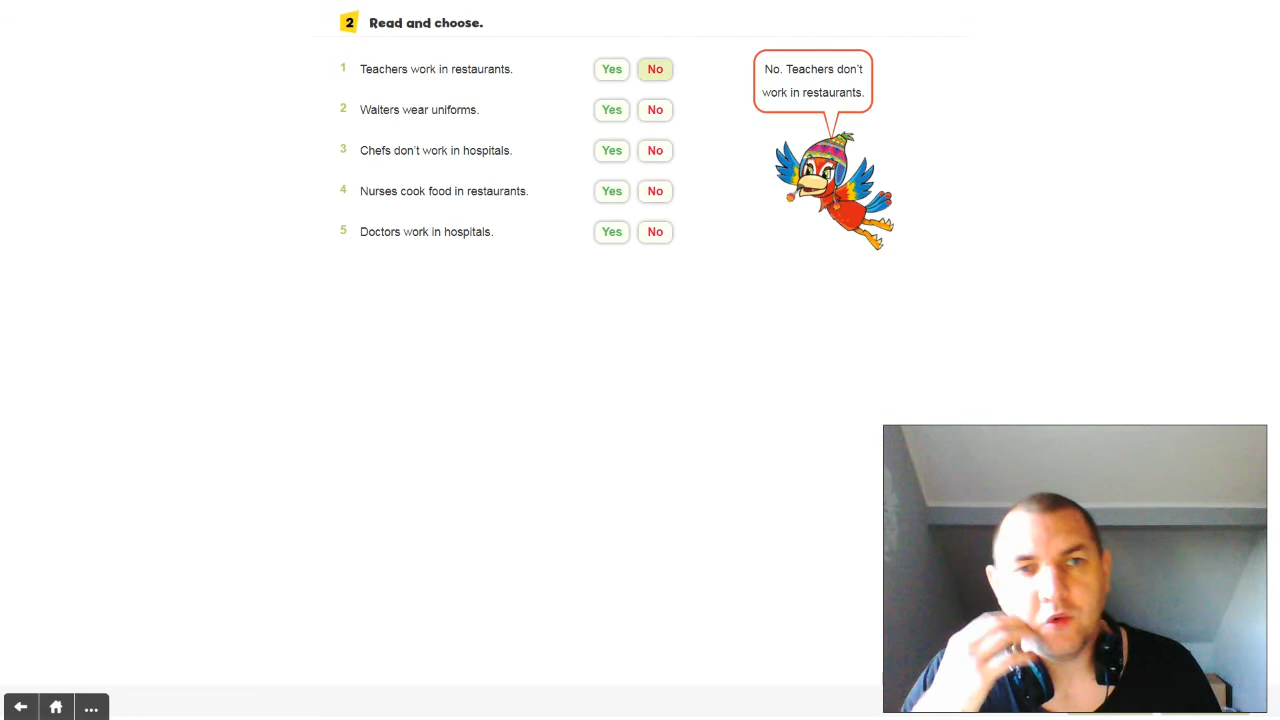 2 Read and choose.
1 Teachers work in restaurants. Yes No
2 Waiters wear uniforms. Yes No
3 Chefs don't work in hospitals. Yes No
4 Nurses cook food in restaurants. Yes No
5 Doctors work in hospitals. Yes No
No. Teachers don't
work in restaurants.